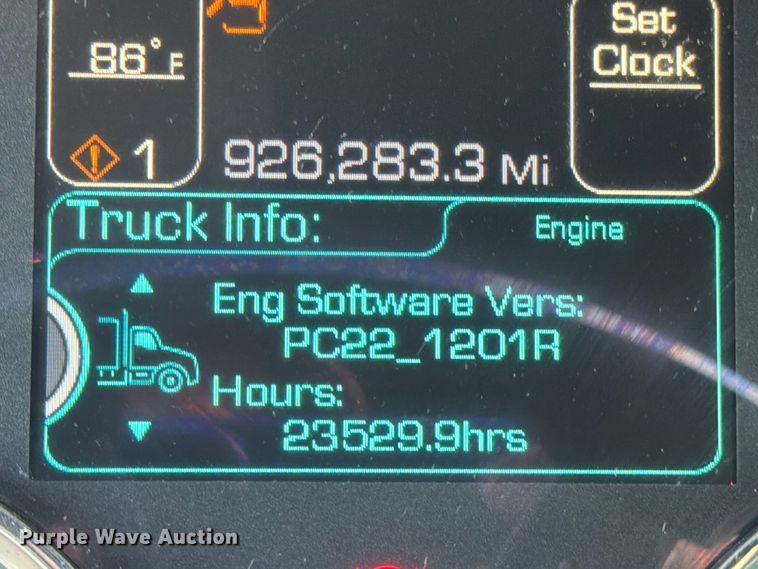 Set
86°F
Clock
1
926,283.3 Mi
Truck Info:
Engine
Eng Software Vers:
PC22_1201R
Hours:
23529.9hrs
Purple Wave Auction